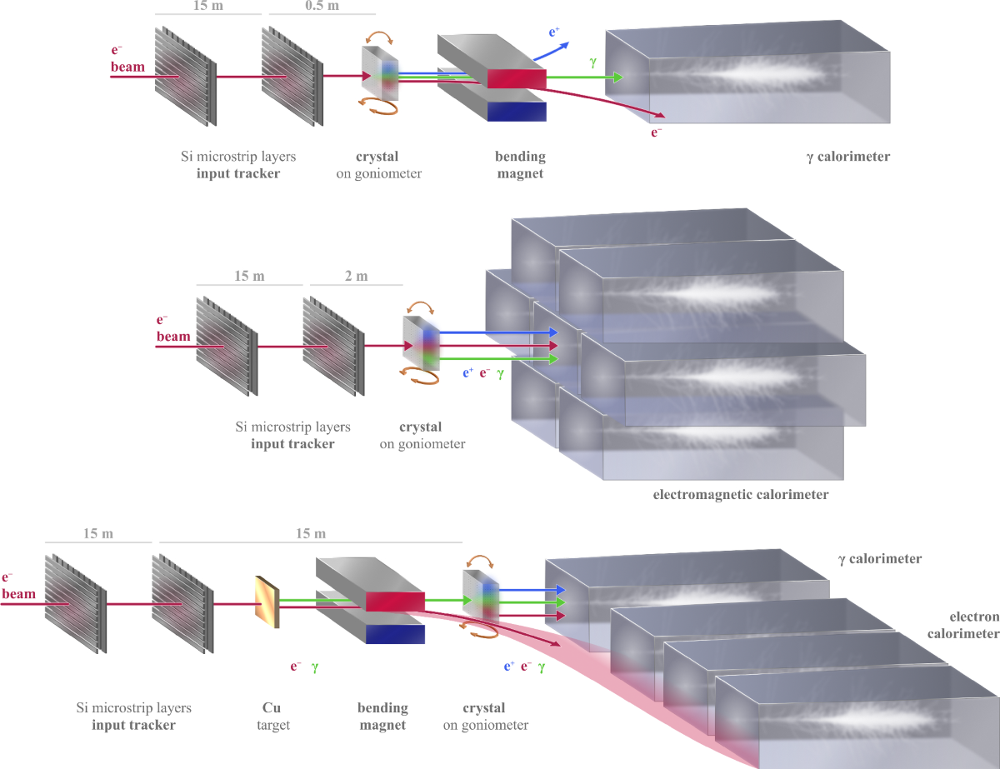 15 m
0.5 m
e⁻
beam
e⁺
γ
e⁻
Si microstrip layers
input tracker
crystal
on goniometer
bending
magnet
γ calorimeter
15 m
2 m
e⁻
beam
e⁺ e⁻ γ
Si microstrip layers
input tracker
crystal
on goniometer
electromagnetic calorimeter
15 m
15 m
e⁻
beam
γ calorimeter
electron
calorimeter
e⁻ γ
e⁺ e⁻ γ
Si microstrip layers
input tracker
Cu
target
bending
magnet
crystal
on goniometer